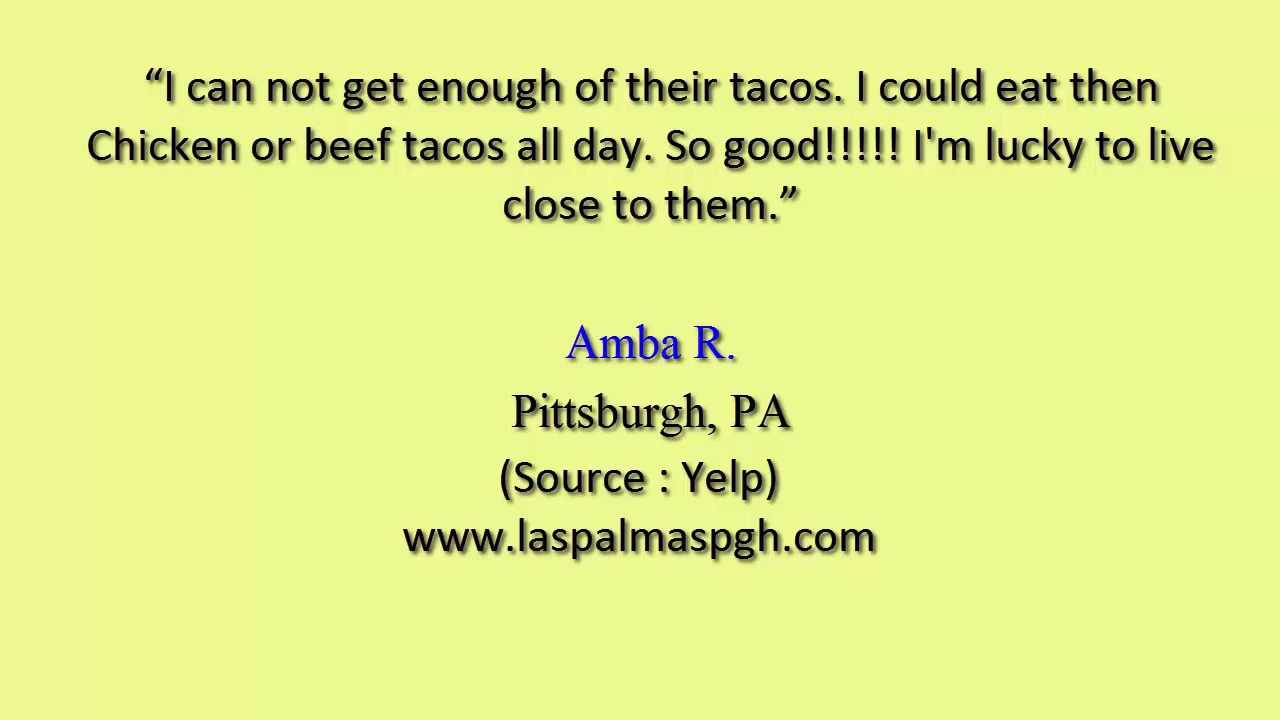 “I can not get enough of their tacos. I could eat then
Chicken or beef tacos all day. So good!!!!! I'm lucky to live
close to them.”
Amba R.
Pittsburgh, PA
(Source : Yelp)
www.laspalmaspgh.com